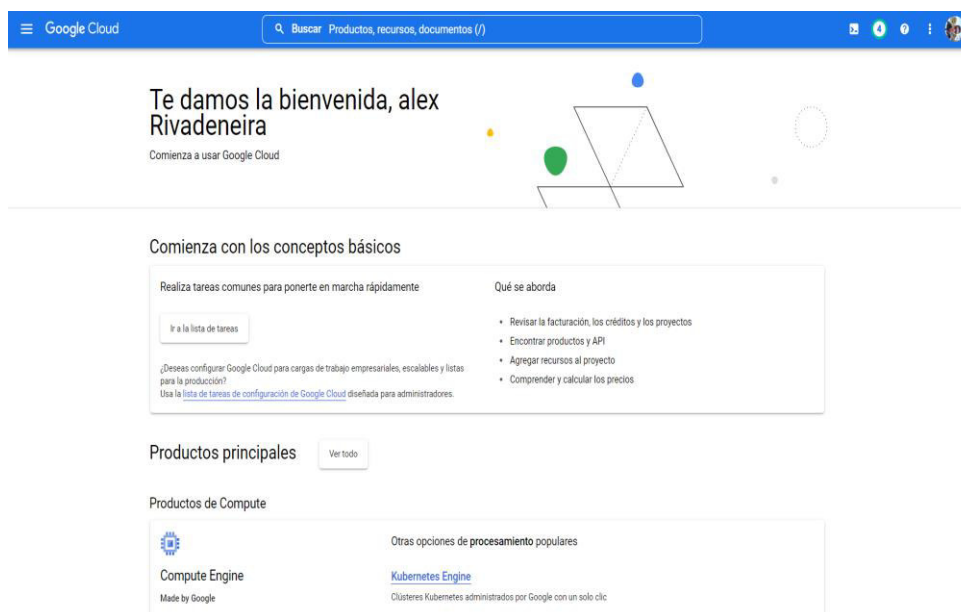 Google Cloud
Buscar Productos, recursos, documentos (/)
4
Te damos la bienvenida, alex
Rivadeneira
Comienza a usar Google Cloud
Comienza con los conceptos básicos
Realiza tareas comunes para ponerte en marcha rápidamente
Ir a la lista de tareas
¿Deseas configurar Google Cloud para cargas de trabajo empresariales, escalables y listas
para la producción?
Usa la lista de tareas de configuración de Google Cloud diseñada para administradores.
Qué se aborda
• Revisar la facturación, los créditos y los proyectos
• Encontrar productos y API
• Agregar recursos al proyecto
• Comprender y calcular los precios
Productos principales
Ver todo
Productos de Compute
Compute Engine
Made by Google
Otras opciones de procesamiento populares
Kubernetes Engine
Clústeres Kubernetes administrados por Google con un solo clic